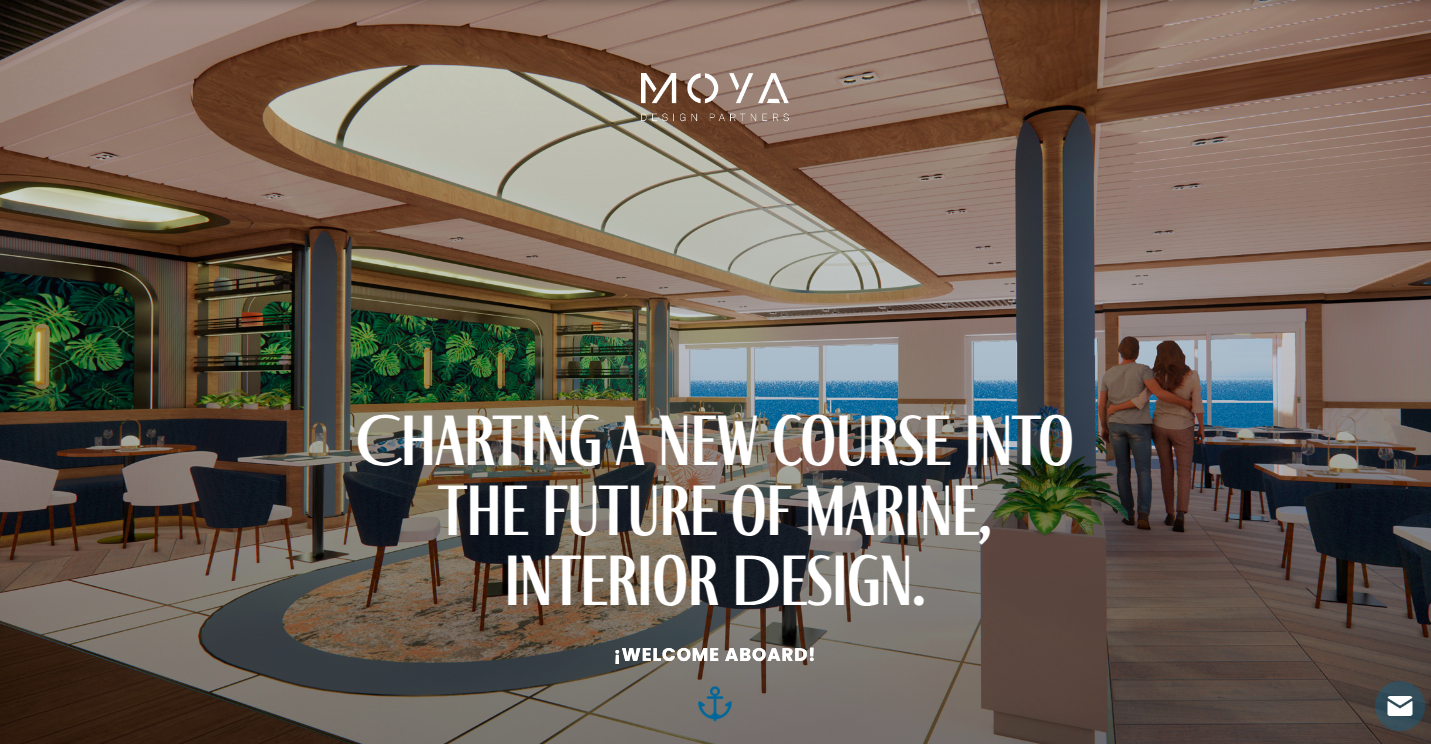 MOYA
DESIGN PARTNERS
CHARTING A NEW COURSE INTO
THE FUTURE OF MARINE,
INTERIOR DESIGN.
¡WELCOME ABOARD!